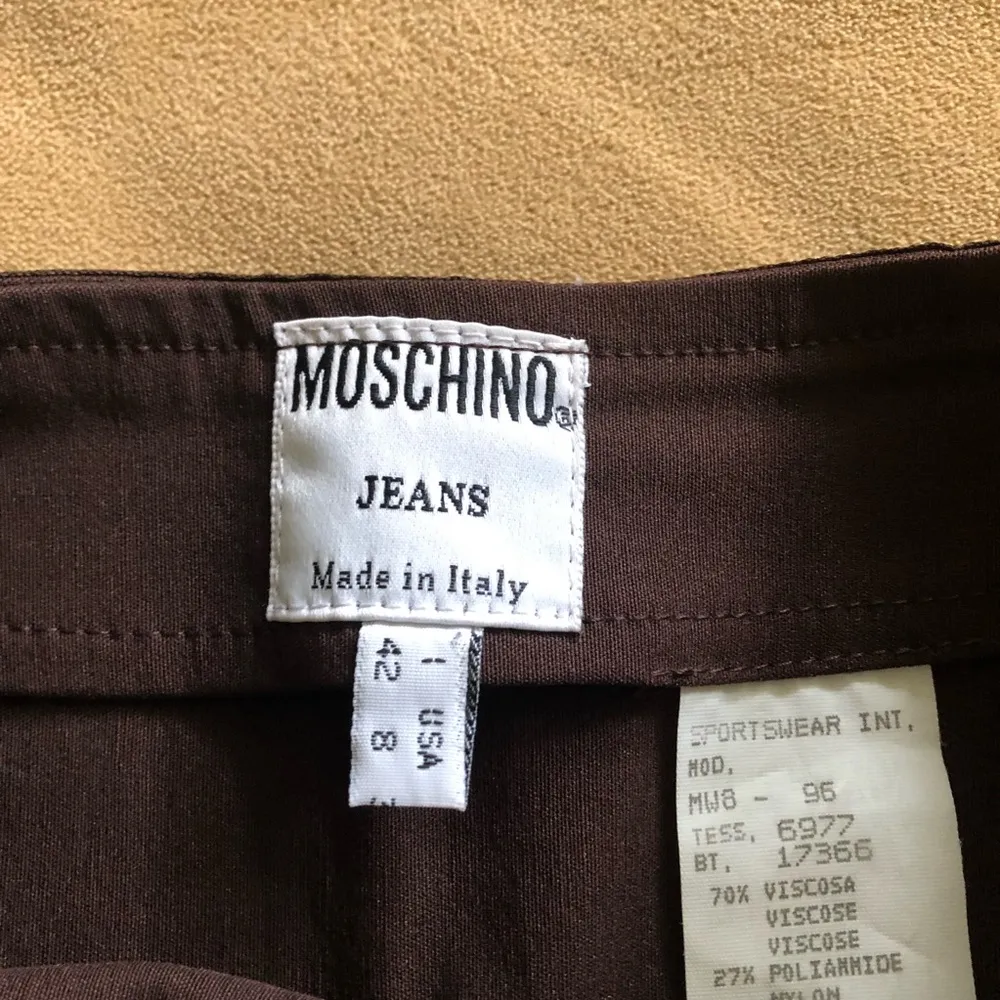 MOSCHINO®
JEANS
Made in Italy
I USA
42 8
SPORTSWEAR INT.
MOD.
MW8 - 96
TESS. 6977
BT. 17366
70% VISCOSA
VISCOSE
VISCOSE
27% POLIAMMIDE
NYLON